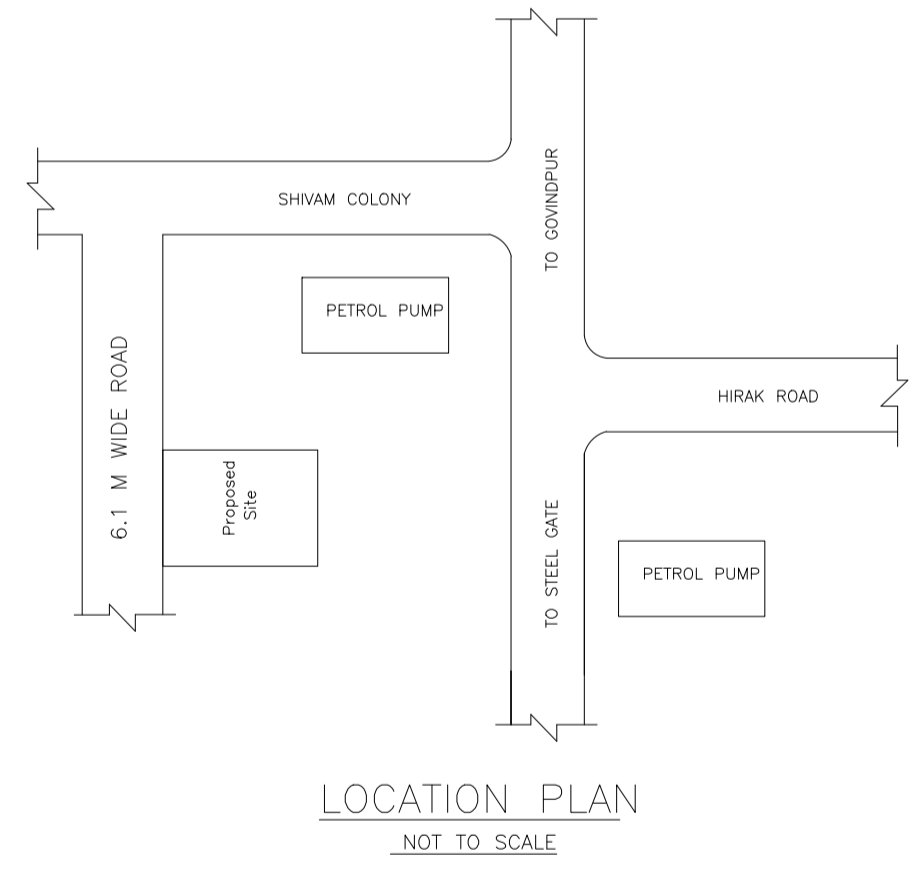 SHIVAM COLONY
TO GOVINDPUR
PETROL PUMP
6.1 M WIDE ROAD
HIRAK ROAD
Proposed
Site
TO STEEL GATE
PETROL PUMP
LOCATION PLAN
NOT TO SCALE